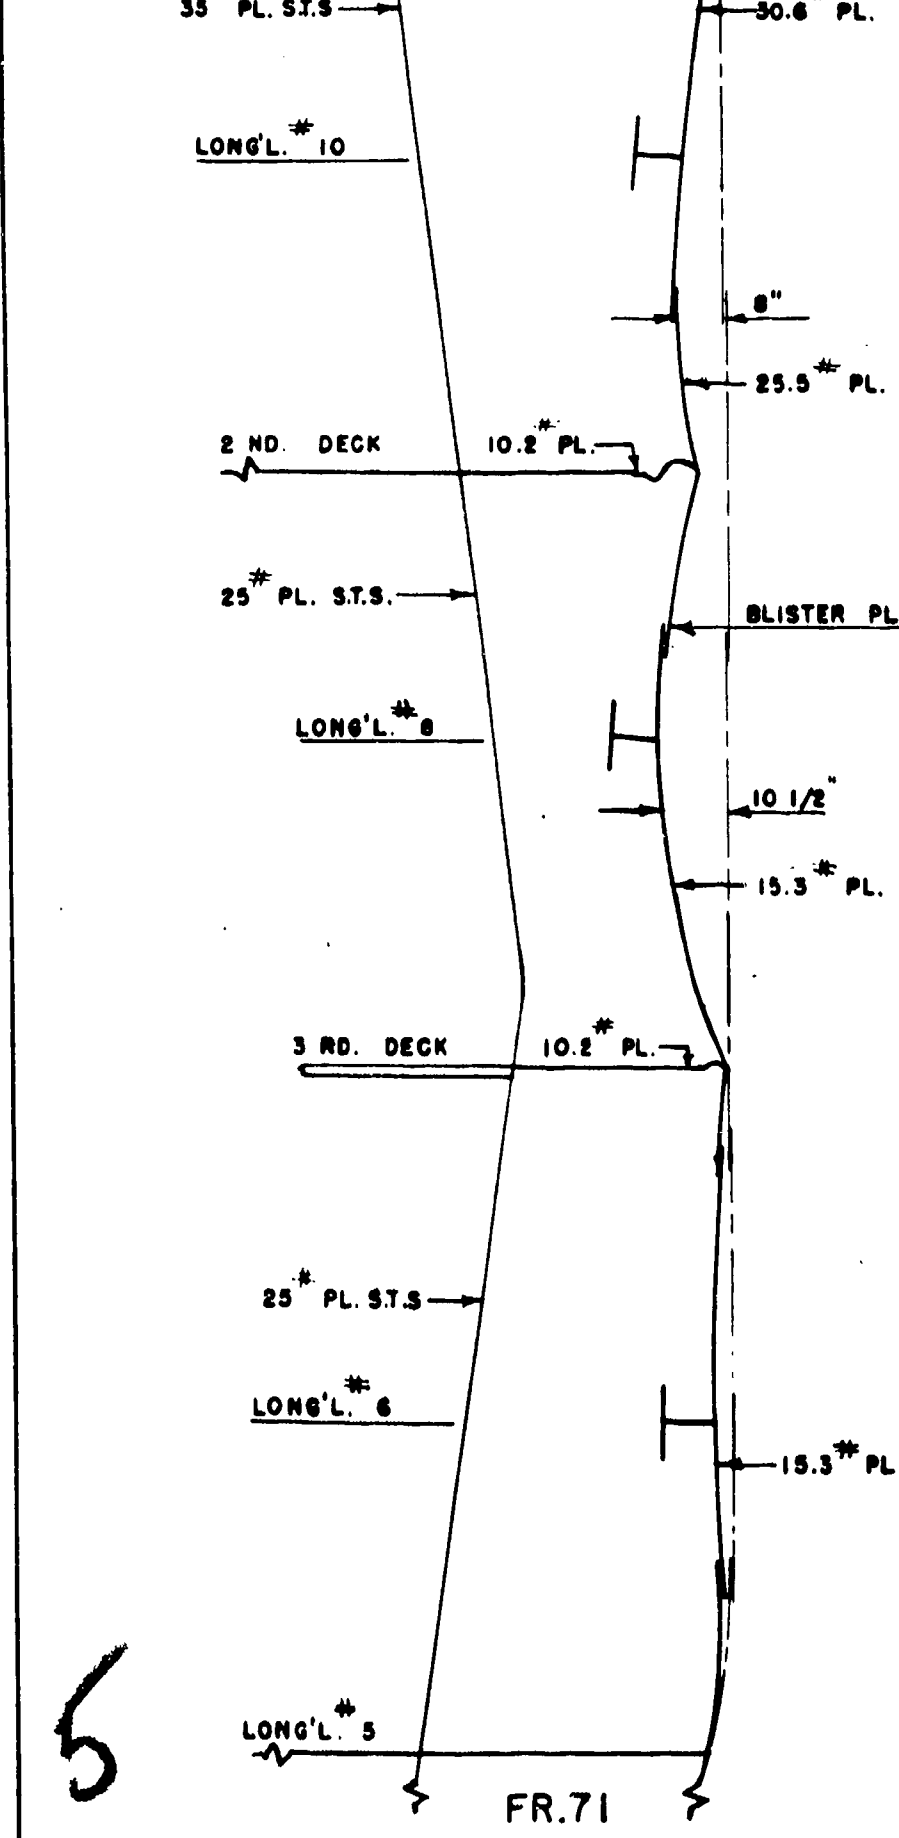 35 PL. S.T.S
30.6 PL.
LONG'L. # 10
8"
25.5 # PL.
2 ND. DECK
10.2 # PL.
25 # PL. S.T.S.
BLISTER PL
LONG'L. # 8
10 1/2"
15.3 # PL.
3 RD. DECK
10.2 # PL.
25 # PL. S.T.S
LONG'L. # 6
15.3 # PL
LONG'L. # 5
5
FR.71